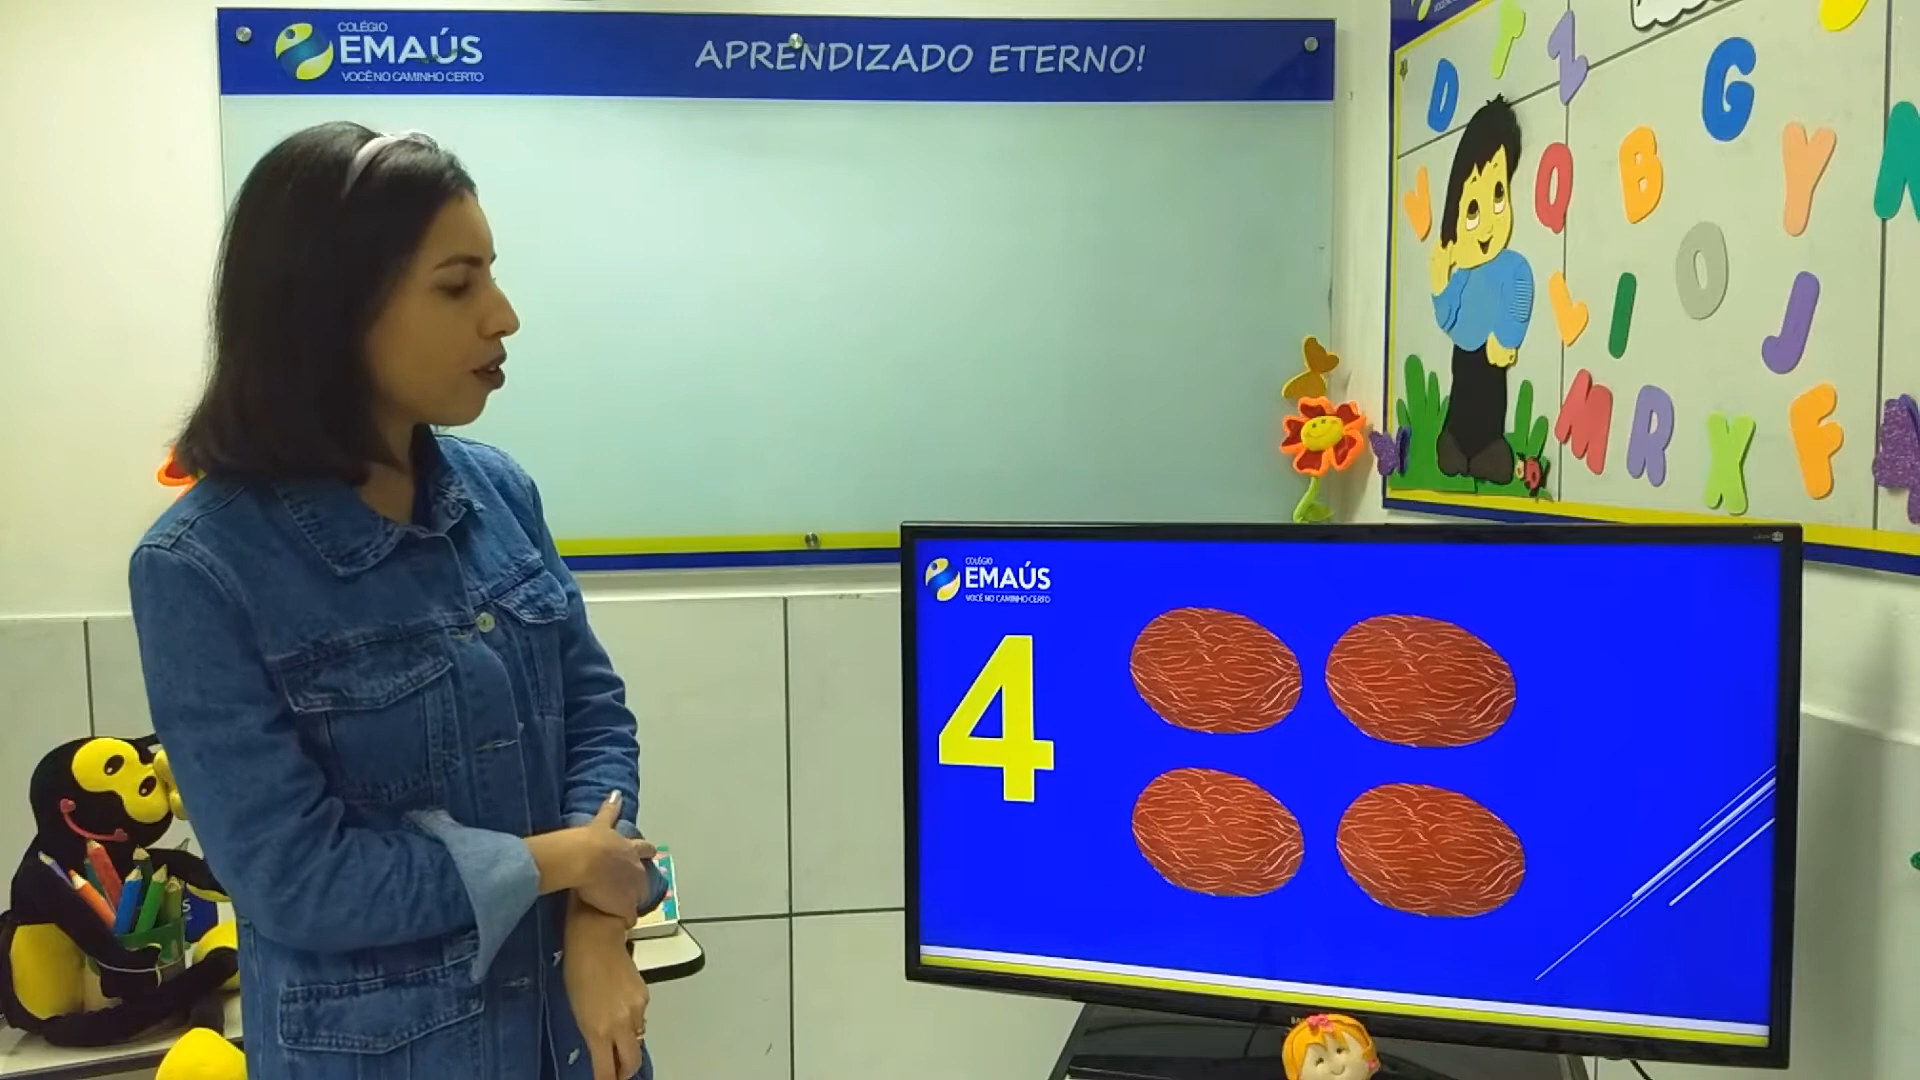 COLÉGIO
EMAÚS
VOCÊ NO CAMINHO CERTO
APRENDIZADO ETERNO!
D T Z G
V Q B Y N
O
L I J
M R X F
COLÉGIO
EMAÚS
VOCÊ NO CAMINHO CERTO
4